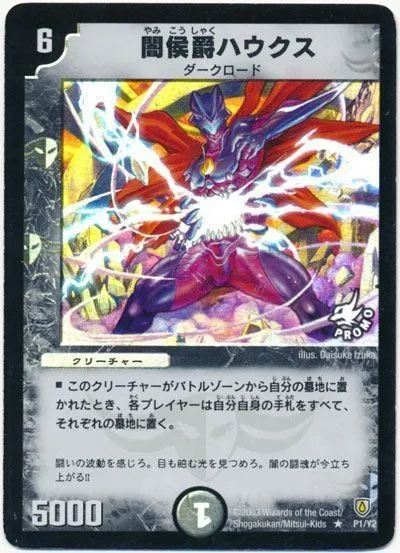 6
やみ こう しゃく
闇侯爵ハウクス
ダークロード
PROMO
illus. Daisuke Izuka
クリーチャー
■ このクリーチャーがバトルゾーンから自分の墓地に置
かれたとき、各プレイヤーは自分自身の手札をすべて、
それぞれの墓地に置く。
闘いの波動を感じろ。目も眩む光を見つめろ。闇の闘魂が今立ち
上がる!!
5000
1
©2003 Wizards of the Coast/
Shogakukan/Mitsui-Kids ★ P1/Y2